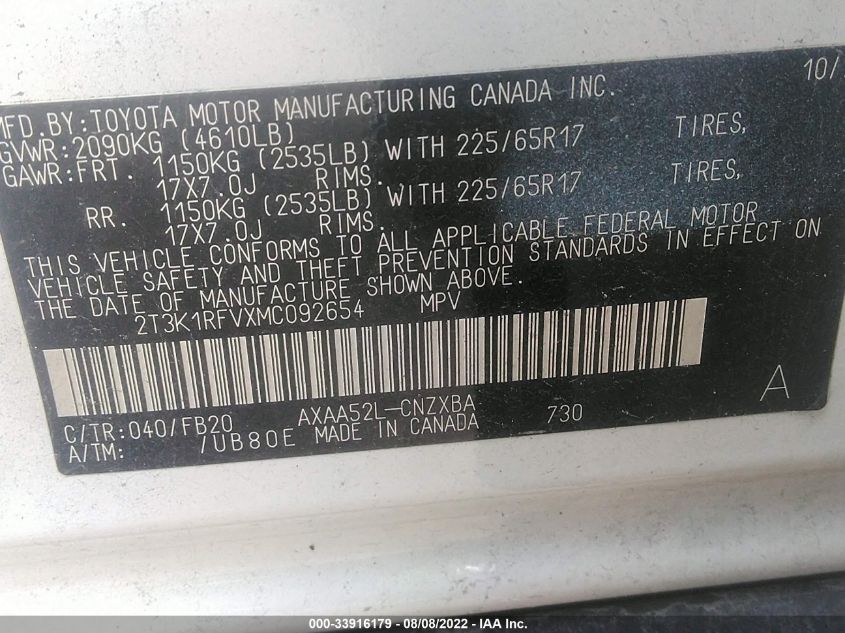 10/
MFD.BY:TOYOTA MOTOR MANUFACTURING CANADA INC.
GVWR:2090KG (4610LB)
GAWR:FRT. 1150KG (2535LB) WITH 225/65R17 TIRES,
17X7.0J RIMS.
RR. 1150KG (2535LB) WITH 225/65R17 TIRES,
17X7.0J RIMS.
THIS VEHICLE CONFORMS TO ALL APPLICABLE FEDERAL MOTOR
VEHICLE SAFETY AND THEFT PREVENTION STANDARDS IN EFFECT ON
THE DATE OF MANUFACTURE SHOWN ABOVE.
2T3K1RFVXMC092654 MPV
A
C/TR:040/FB20 AXAA52L-CNZXBA 730
A/TM: /UB80E MADE IN CANADA
000-33916179 - 08/08/2022 - IAA Inc.